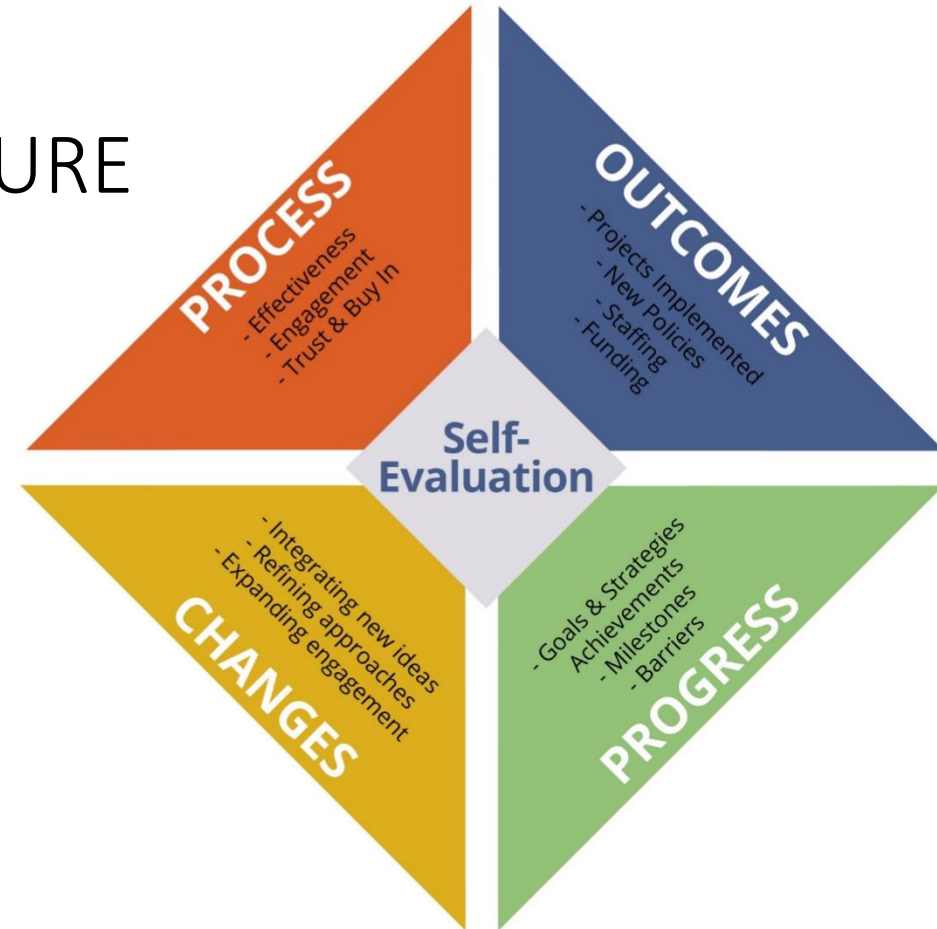 URE
PROCESS
- Effectiveness
- Engagement
- Trust & Buy In
OUTCOMES
- Projects Implemented
- New Policies
- Staffing
- Funding
Self-
Evaluation
- Integrating new ideas
- Refining approaches
- Expanding engagement
CHANGES
- Goals & Strategies
Achievements
- Milestones
- Barriers
PROGRESS